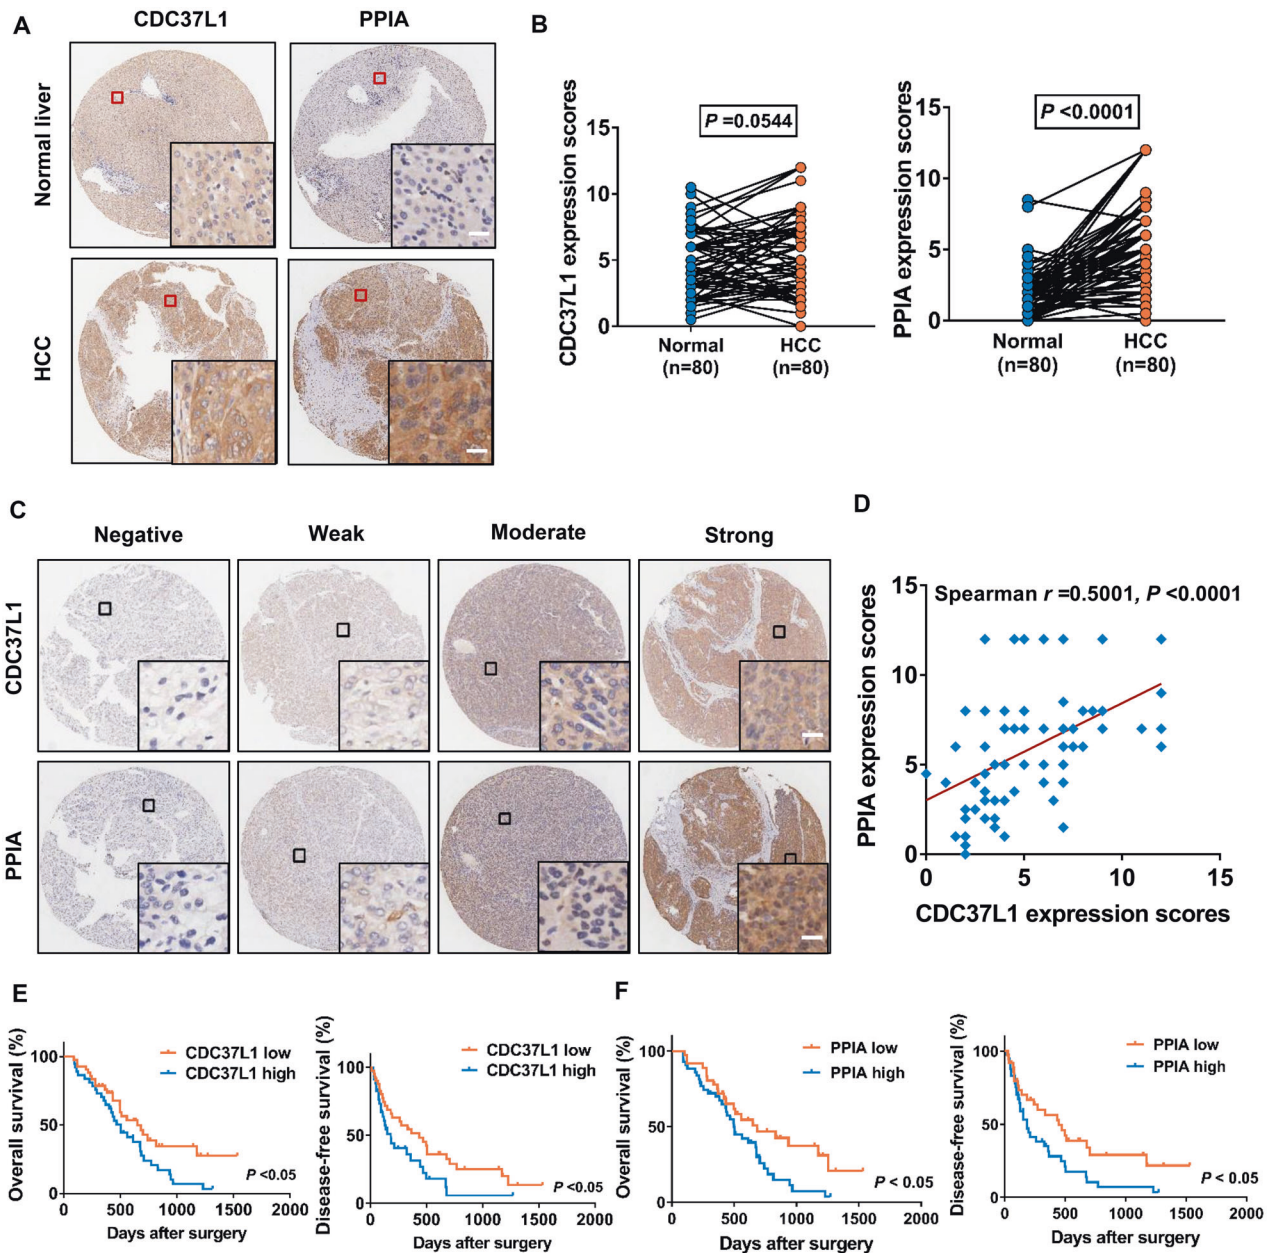 A
CDC37L1
PPIA
Normal liver
HCC
B
CDC37L1 expression scores
15
10
5
0
P =0.0544
Normal
(n=80)
HCC
(n=80)
PPIA expression scores
15
10
5
0
P <0.0001
Normal
(n=80)
HCC
(n=80)
C
Negative
Weak
Moderate
Strong
CDC37L1
PPIA
D
Spearman r =0.5001, P <0.0001
PPIA expression scores
15
10
5
0
0
5
10
15
CDC37L1 expression scores
E
Overall survival (%)
100
50
0
CDC37L1 low
CDC37L1 high
P <0.05
0
500
1000
1500
2000
Days after surgery
Disease-free survival (%)
100
50
0
CDC37L1 low
CDC37L1 high
P <0.05
0
500
1000
1500
2000
Days after surgery
F
Overall survival (%)
100
50
0
PPIA low
PPIA high
P < 0.05
0
500
1000
1500
2000
Days after surgery
Disease-free survival (%)
100
50
0
PPIA low
PPIA high
P < 0.05
0
500
1000
1500
2000
Days after surgery